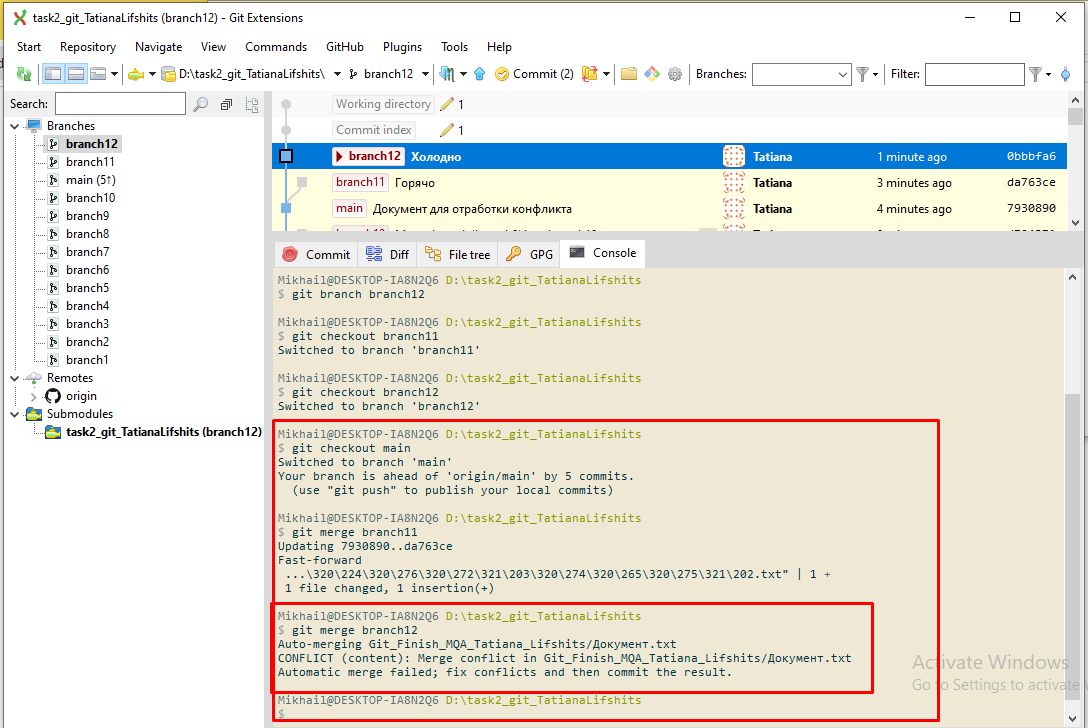 task2_git_TatianaLifshits (branch12) - Git Extensions
Start Repository Navigate View Commands GitHub Plugins Tools Help
D:\task2_git_TatianaLifshits\ branch12 Commit (2) Branches: Filter:
Search:
Branches
branch12
branch11
main (5↑)
branch10
branch9
branch8
branch7
branch6
branch5
branch4
branch3
branch2
branch1
Remotes
origin
Submodules
task2_git_TatianaLifshits (branch12)
Working directory 1
Commit index 1
branch12 Холодно Tatiana 1 minute ago 0bbbfa6
branch11 Горячо Tatiana 3 minutes ago da763ce
main Документ для отработки конфликта Tatiana 4 minutes ago 7930890
Commit Diff File tree GPG Console
Mikhail@DESKTOP-IA8N2Q6 D:\task2_git_TatianaLifshits
$ git branch branch12
Mikhail@DESKTOP-IA8N2Q6 D:\task2_git_TatianaLifshits
$ git checkout branch11
Switched to branch 'branch11'
Mikhail@DESKTOP-IA8N2Q6 D:\task2_git_TatianaLifshits
$ git checkout branch12
Switched to branch 'branch12'
Mikhail@DESKTOP-IA8N2Q6 D:\task2_git_TatianaLifshits
$ git checkout main
Switched to branch 'main'
Your branch is ahead of 'origin/main' by 5 commits.
(use "git push" to publish your local commits)
Mikhail@DESKTOP-IA8N2Q6 D:\task2_git_TatianaLifshits
$ git merge branch11
Updating 7930890..da763ce
Fast-forward
...\320\224\320\276\320\272\321\203\320\274\320\265\320\275\321\202.txt" | 1 +
1 file changed, 1 insertion(+)
Mikhail@DESKTOP-IA8N2Q6 D:\task2_git_TatianaLifshits
$ git merge branch12
Auto-merging Git_Finish_MQA_Tatiana_Lifshits/Документ.txt
CONFLICT (content): Merge conflict in Git_Finish_MQA_Tatiana_Lifshits/Документ.txt
Automatic merge failed; fix conflicts and then commit the result.
Mikhail@DESKTOP-IA8N2Q6 D:\task2_git_TatianaLifshits
$
Activate Windows
Go to Settings to activate